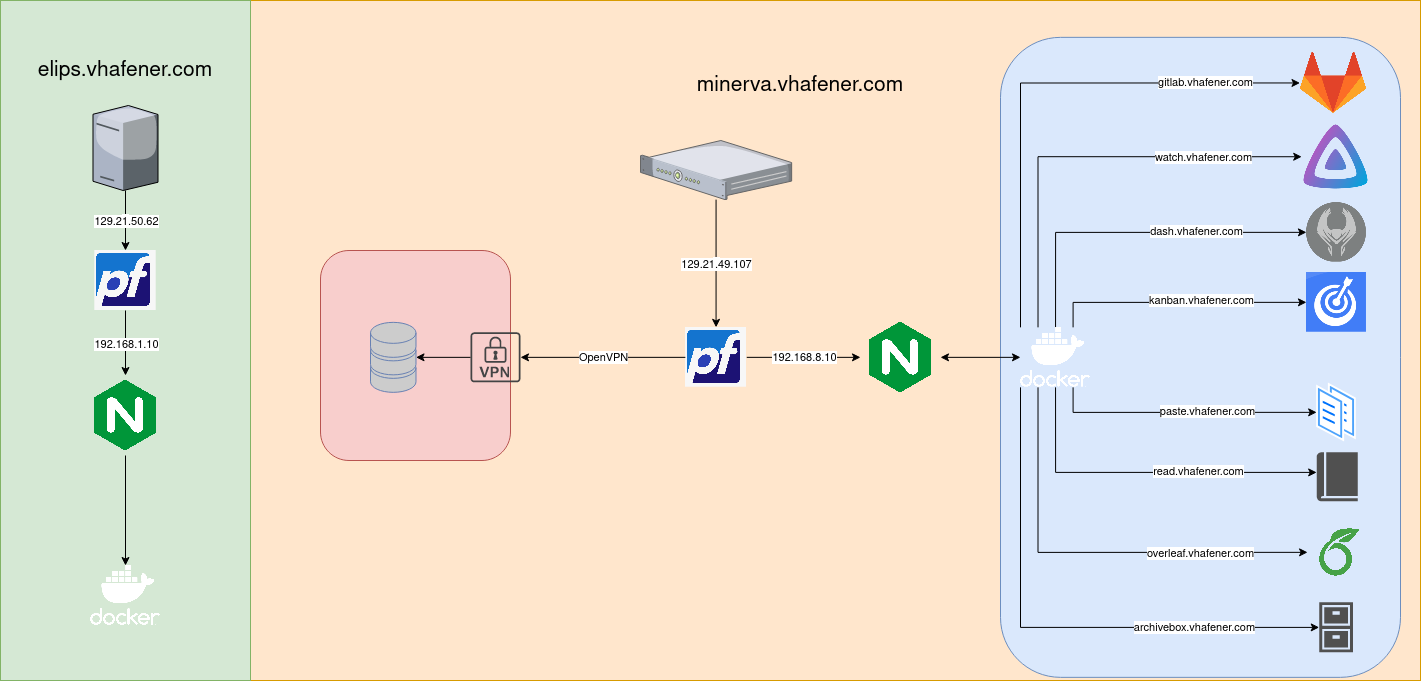 elips.vhafener.com
129.21.50.62
pf
192.168.1.10
N
docker
minerva.vhafener.com
129.21.49.107
VPN
OpenVPN
pf
192.168.8.10
N
docker
gitlab.vhafener.com
watch.vhafener.com
dash.vhafener.com
kanban.vhafener.com
paste.vhafener.com
read.vhafener.com
overleaf.vhafener.com
archivebox.vhafener.com